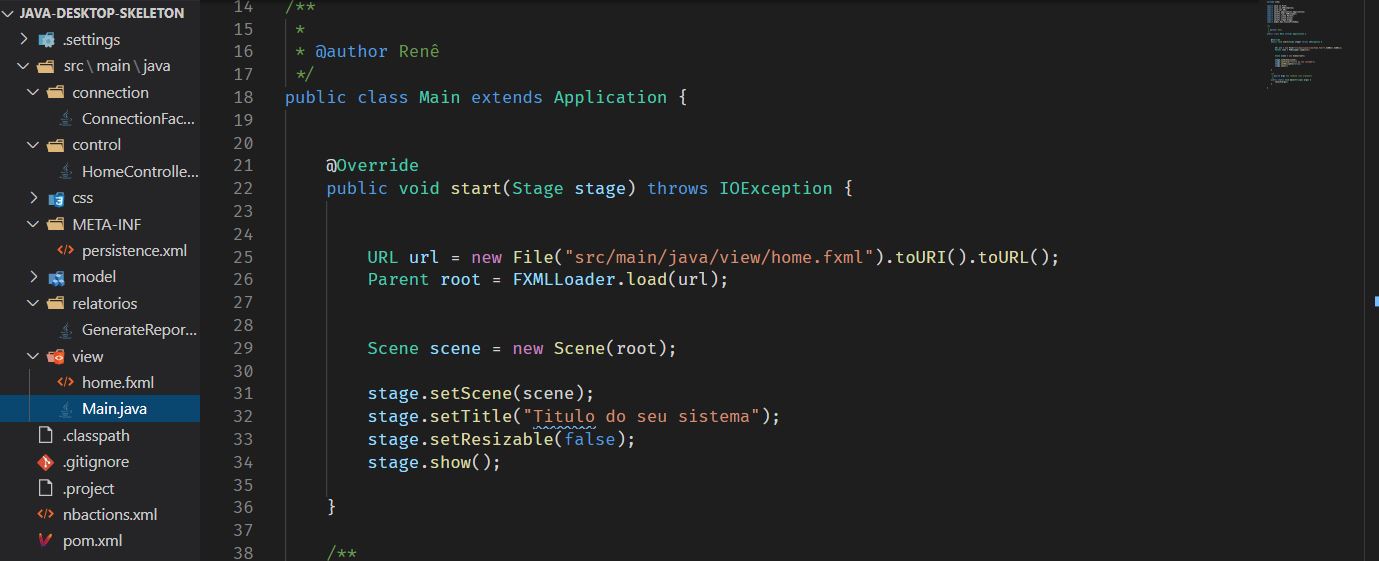 JAVA-DESKTOP-SKELETON
.settings
src\main\java
connection
ConnectionFac...
control
HomeControlle...
css
META-INF
persistence.xml
model
relatorios
GenerateRepor...
view
home.fxml
Main.java
.classpath
.gitignore
.project
nbactions.xml
pom.xml
14 /**
15 *
16 * @author Renê
17 */
18 public class Main extends Application {
19
20
21 @Override
22 public void start(Stage stage) throws IOException {
23
24
25 URL url = new File("src/main/java/view/home.fxml").toURI().toURL();
26 Parent root = FXMLLoader.load(url);
27
28
29 Scene scene = new Scene(root);
30
31 stage.setScene(scene);
32 stage.setTitle("Titulo do seu sistema");
33 stage.setResizable(false);
34 stage.show();
35
36 }
37
38 /**